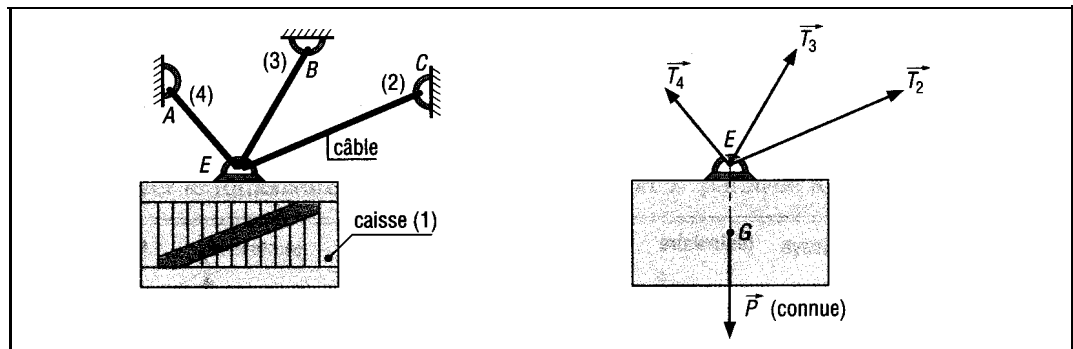 (4)
A
(3)
B
(2)
C
E
câble
caisse (1)
T₄
T₃
T₂
E
G
P (connue)